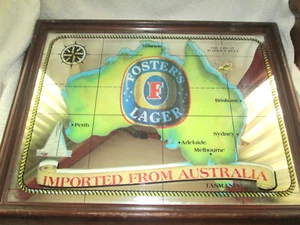 FOSTER'S
F
LAGER
Brisbane
Perth
Sydney
Adelaide
Melbourne
IMPORTED FROM AUSTRALIA
TASMANIA